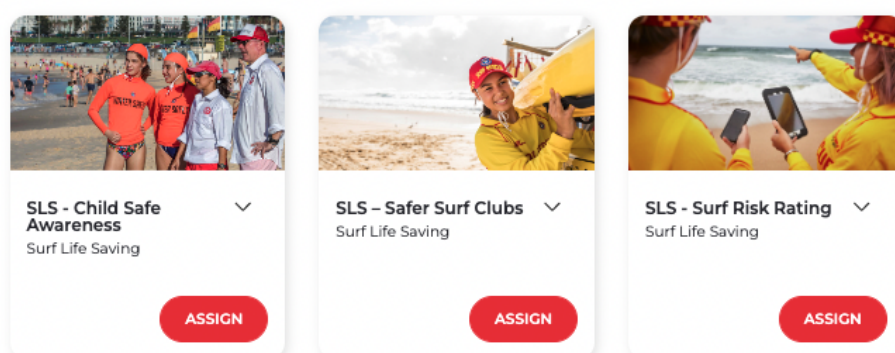 SLS - Child Safe
Awareness
Surf Life Saving
ASSIGN
SLS – Safer Surf Clubs
Surf Life Saving
ASSIGN
SLS - Surf Risk Rating
Surf Life Saving
ASSIGN